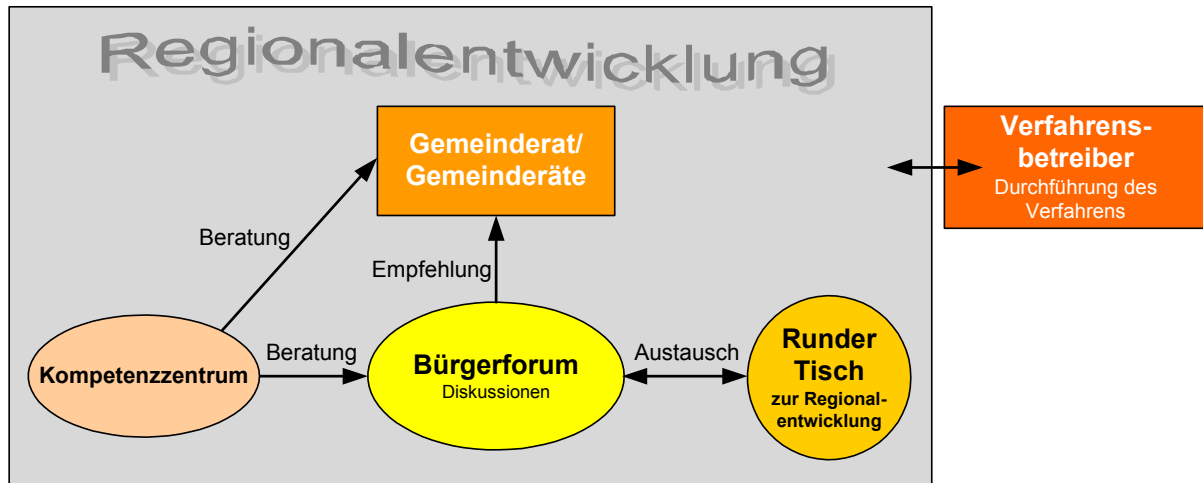 Regionalentwicklung
Gemeinderat/
Gemeinderäte
Verfahrens-
betreiber
Durchführung des
Verfahrens
Beratung
Empfehlung
Kompetenzzentrum
Beratung
Bürgerforum
Diskussionen
Austausch
Runder
Tisch
zur Regional-
entwicklung